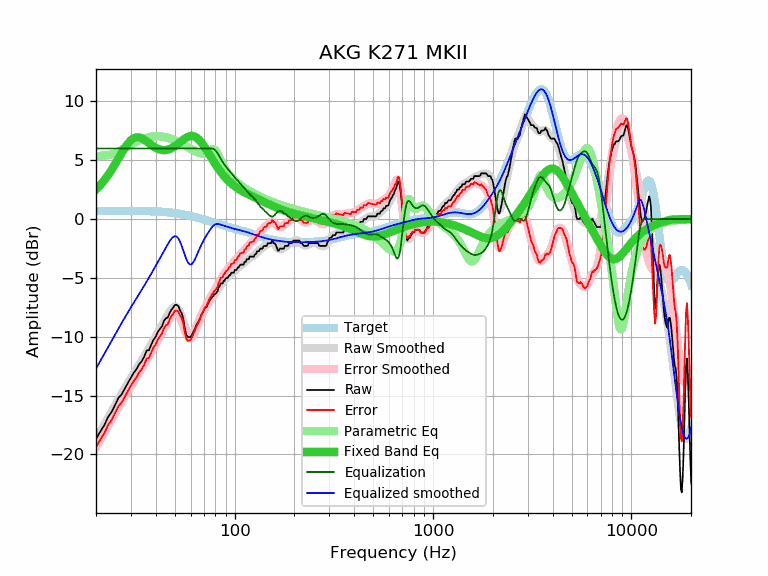 AKG K271 MKII
Amplitude (dBr)
10
5
0
−5
−10
−15
−20
Target
Raw Smoothed
Error Smoothed
Raw
Error
Parametric Eq
Fixed Band Eq
Equalization
Equalized smoothed
100 1000 10000
Frequency (Hz)